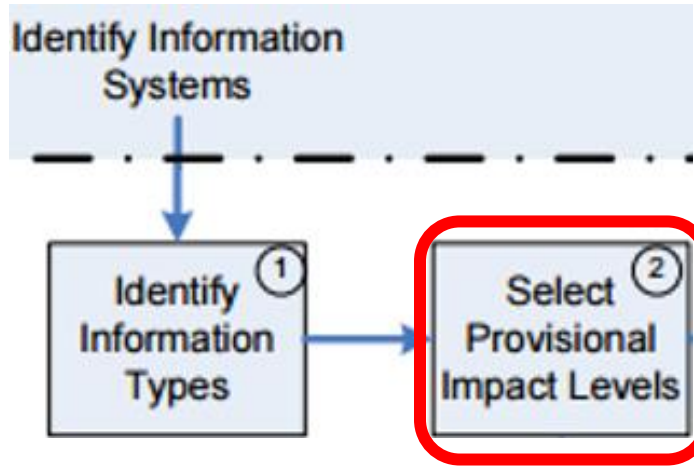 Identify Information
Systems
1
Identify
Information
Types
2
Select
Provisional
Impact Levels